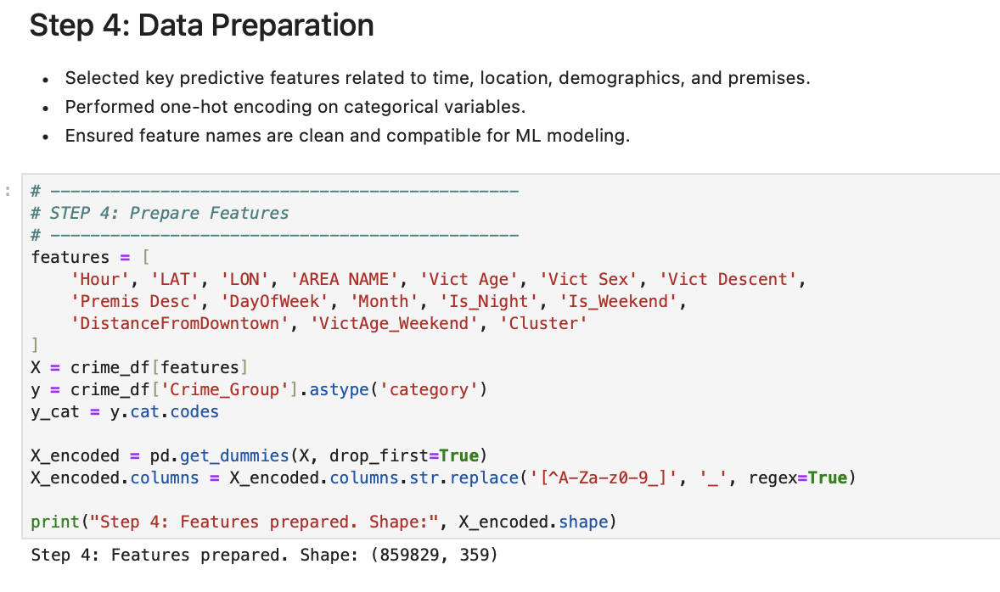 Step 4: Data Preparation
• Selected key predictive features related to time, location, demographics, and premises.
• Performed one-hot encoding on categorical variables.
• Ensured feature names are clean and compatible for ML modeling.
:
# -----------------------------------------------
# STEP 4: Prepare Features
# -----------------------------------------------
features = [
    'Hour', 'LAT', 'LON', 'AREA NAME', 'Vict Age', 'Vict Sex', 'Vict Descent',
    'Premis Desc', 'DayOfWeek', 'Month', 'Is_Night', 'Is_Weekend',
    'DistanceFromDowntown', 'VictAge_Weekend', 'Cluster'
]
X = crime_df[features]
y = crime_df['Crime_Group'].astype('category')
y_cat = y.cat.codes
X_encoded = pd.get_dummies(X, drop_first=True)
X_encoded.columns = X_encoded.columns.str.replace('[^A-Za-z0-9_]', '_', regex=True)
print("Step 4: Features prepared. Shape:", X_encoded.shape)
Step 4: Features prepared. Shape: (859829, 359)